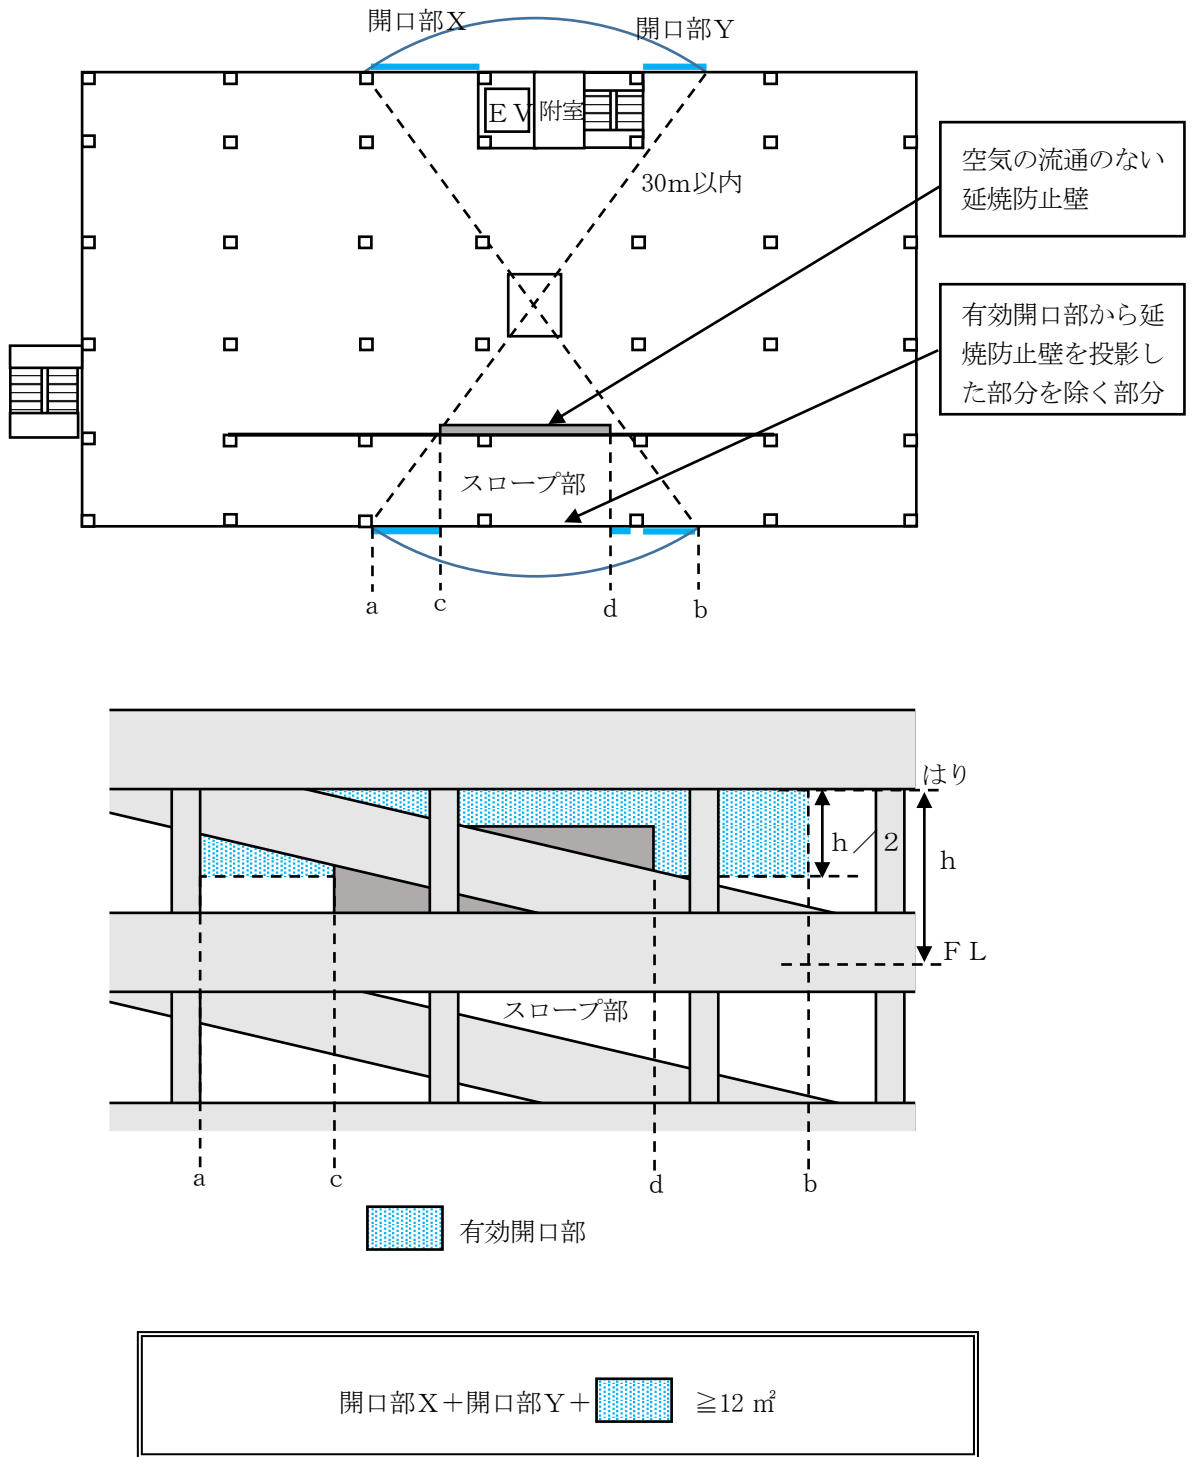 開口部X
開口部Y
EV
附室
30m以内
空気の流通のない
延焼防止壁
有効開口部から延
焼防止壁を投影し
た部分を除く部分
スロープ部
a
c
d
b
はり
h/2
h
FL
スロープ部
a
c
d
b
有効開口部
開口部X+開口部Y+ ≧12㎡